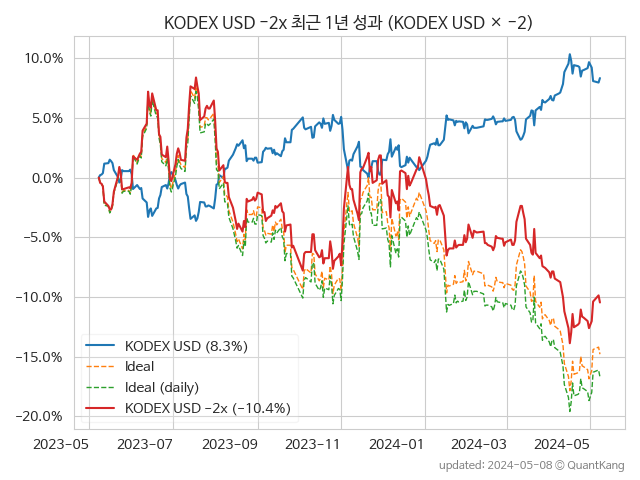 KODEX USD −2x 최근 1년 성과 (KODEX USD × −2)
10.0%
5.0%
0.0%
−5.0%
−10.0%
−15.0%
−20.0%
KODEX USD (8.3%)
Ideal
Ideal (daily)
KODEX USD −2x (−10.4%)
2023-05
2023-07
2023-09
2023-11
2024-01
2024-03
2024-05
updated: 2024-05-08 © QuantKang